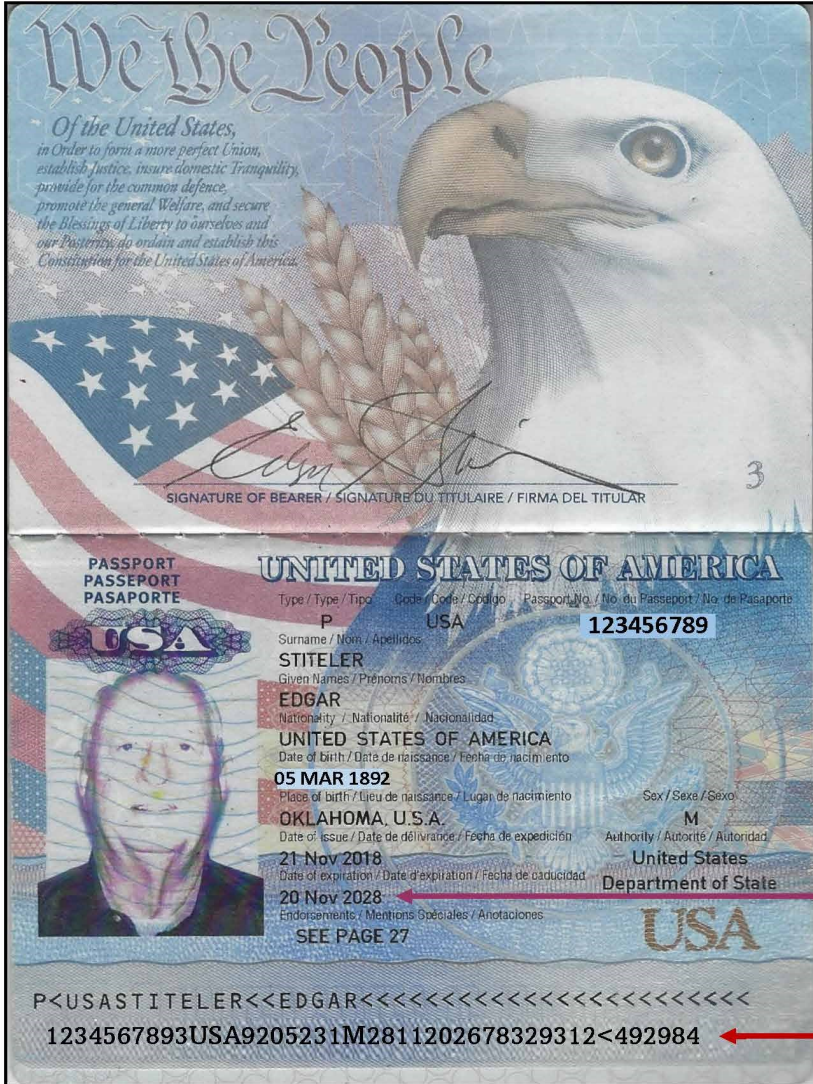 We the People
Of the United States,
in Order to form a more perfect Union,
establish Justice, insure domestic Tranquility,
provide for the common defence,
promote the general Welfare, and secure
the Blessings of Liberty to ourselves and
our Posterity, do ordain and establish this
Constitution for the United States of America.
SIGNATURE OF BEARER / SIGNATURE DU TITULAIRE / FIRMA DEL TITULAR
3
PASSPORT
PASSEPORT
PASAPORTE
USA
UNITED STATES OF AMERICA
Type / Type / Tipo Code / Code / Código Passport No. / No. du Passeport / No. de Pasaporte
P USA 123456789
Surname / Nom / Apellidos
STITELER
Given Names / Prénoms / Nombres
EDGAR
Nationality / Nationalité / Nacionalidad
UNITED STATES OF AMERICA
Date of birth / Date de naissance / Fecha de nacimiento
05 MAR 1892
Place of birth / Lieu de naissance / Lugar de nacimiento Sex / Sexe / Sexo
OKLAHOMA, U.S.A. M
Date of issue / Date de délivrance / Fecha de expedición Authority / Autorité / Autoridad
21 Nov 2018 United States
Date of expiration / Date d'expiration / Fecha de caducidad Department of State
20 Nov 2028
Endorsements / Mentions Spéciales / Anotaciones
SEE PAGE 27
USA
P<USASTITELER<<EDGAR<<<<<<<<<<<<<<<<<<<<<<<<
1234567893USA9205231M2811202678329312<492984